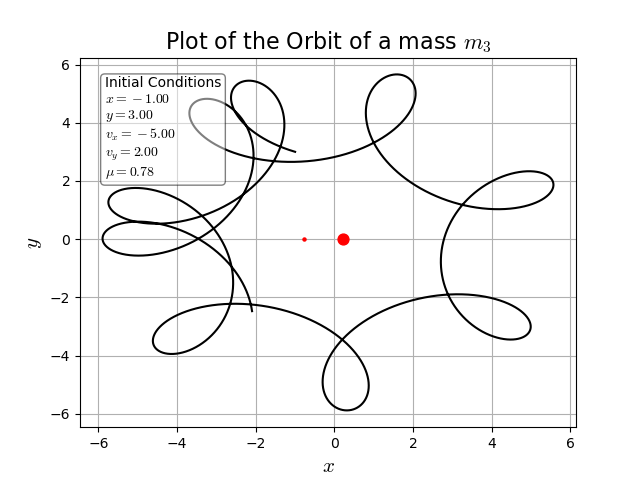 Plot of the Orbit of a mass m₃
Initial Conditions
x = −1.00
y = 3.00
vₓ = −5.00
v_y = 2.00
μ = 0.78
6
4
2
0
−2
−4
−6
y
−6 −4 −2 0 2 4 6
x